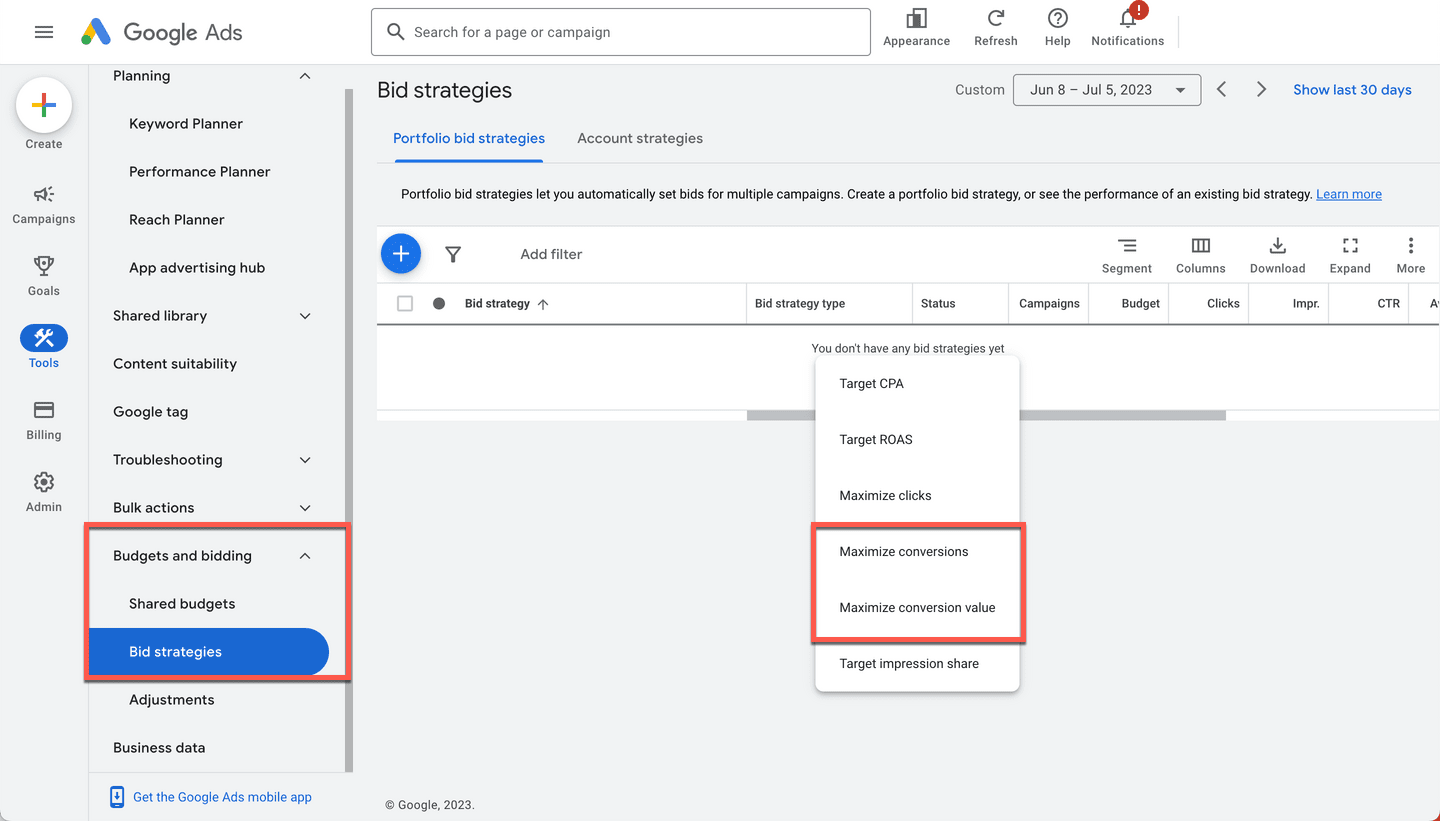 Google Ads
Search for a page or campaign
Appearance
Refresh
Help
!
Notifications
Create
Campaigns
Goals
Tools
Billing
Admin
Planning
Keyword Planner
Performance Planner
Reach Planner
App advertising hub
Shared library
Content suitability
Google tag
Troubleshooting
Bulk actions
Budgets and bidding
Shared budgets
Bid strategies
Adjustments
Business data
Get the Google Ads mobile app
Bid strategies
Custom
Jun 8 – Jul 5, 2023
Show last 30 days
Portfolio bid strategies
Account strategies
Portfolio bid strategies let you automatically set bids for multiple campaigns. Create a portfolio bid strategy, or see the performance of an existing bid strategy. Learn more
Add filter
Segment
Columns
Download
Expand
More
Bid strategy
Bid strategy type
Status
Campaigns
Budget
Clicks
Impr.
CTR
You don't have any bid strategies yet
Target CPA
Target ROAS
Maximize clicks
Maximize conversions
Maximize conversion value
Target impression share
© Google, 2023.